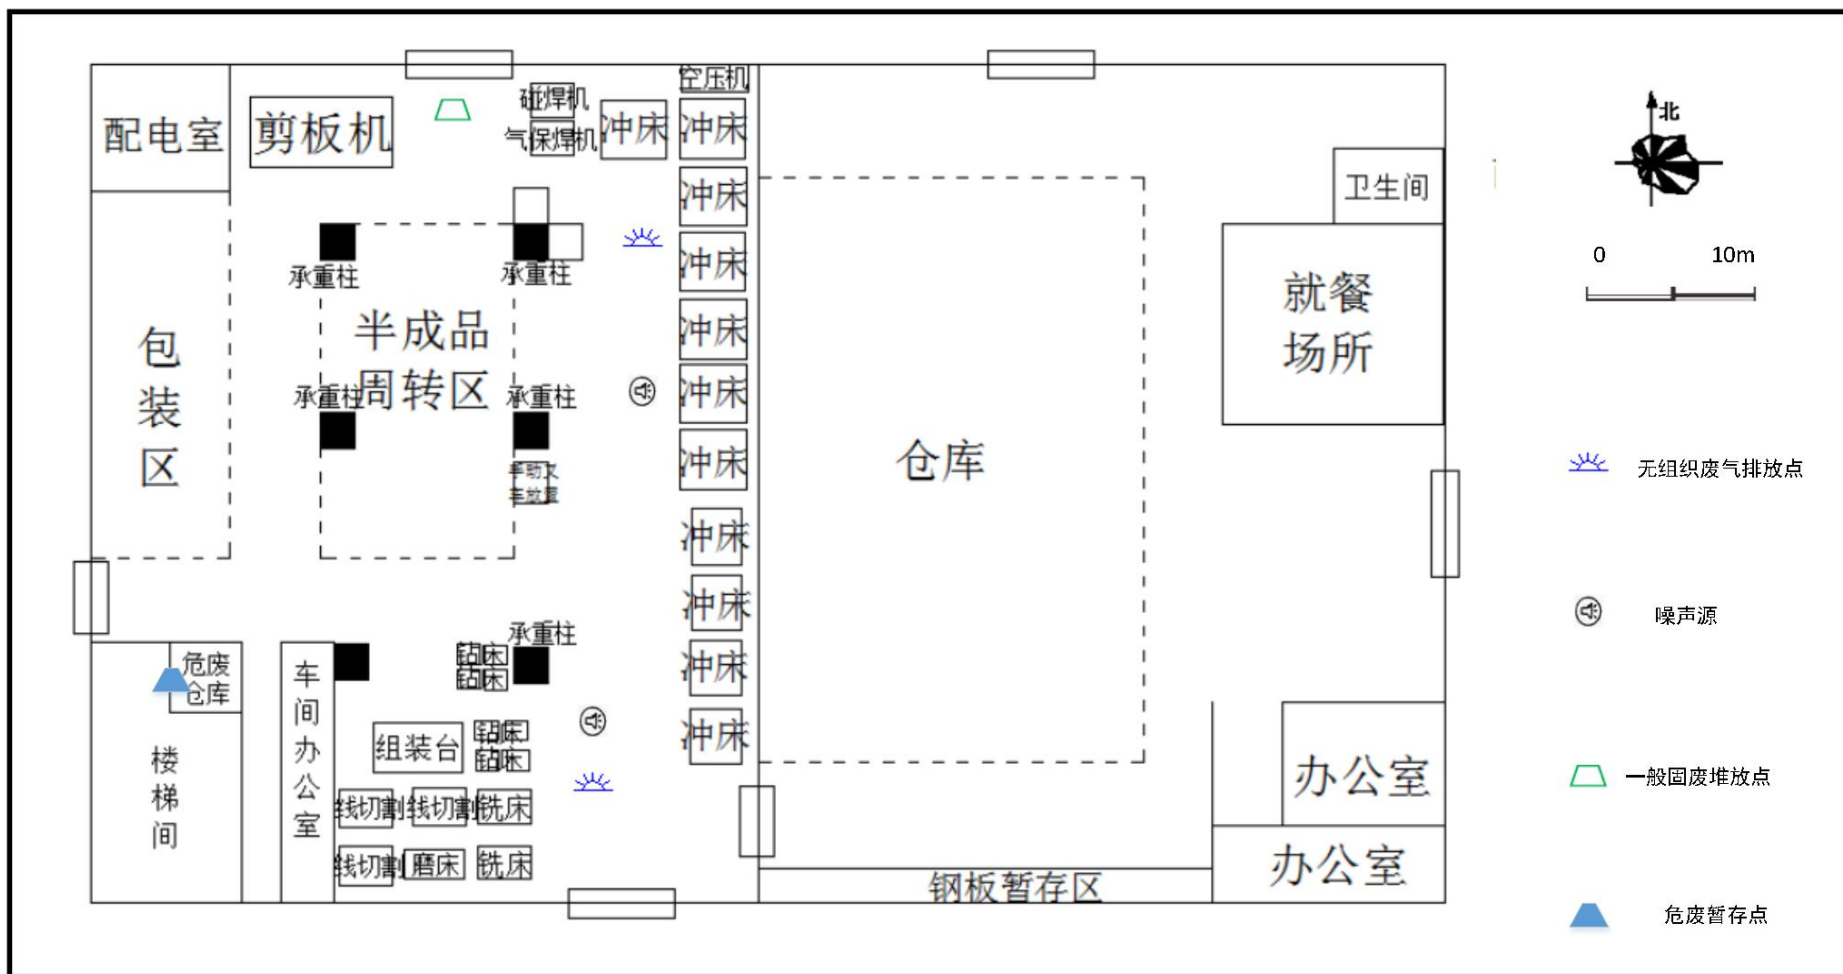 空压机
碰焊机
配电室
剪板机
气保焊机
冲床
冲床
北
冲床
卫生间
0
10m
冲床
承重柱
承重柱
就餐
场所
半成品
周转区
冲床
包
装
区
承重柱
承重柱
冲床
冲床
仓库
手动叉
车放置
无组织废气排放点
冲床
冲床
噪声源
承重柱
钻床
钻床
冲床
危废
仓库
车
间
办
公
室
冲床
组装台
钻床
钻床
楼
梯
间
办公室
一般固废堆放点
线切割
线切割
铣床
线切割
磨床
铣床
办公室
钢板暂存区
危废暂存点